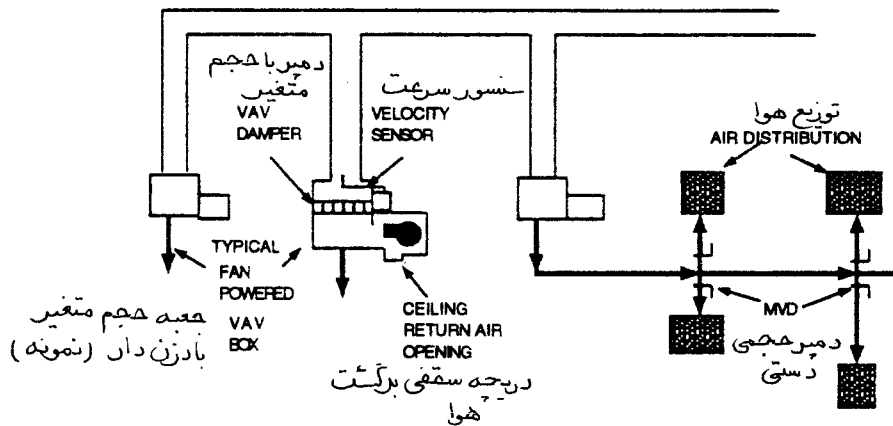 دمپر با حجم
متغیر
VAV
DAMPER
سنسور سرعت
VELOCITY
SENSOR
توزیع هوا
AIR DISTRIBUTION
TYPICAL
FAN
POWERED
VAV
BOX
جعبه حجم متغیر
بادزن دار (نمونه)
CEILING
RETURN AIR
OPENING
دریچه سقفی برگشت
هوا
MVD
دمپر حجمی
دستی